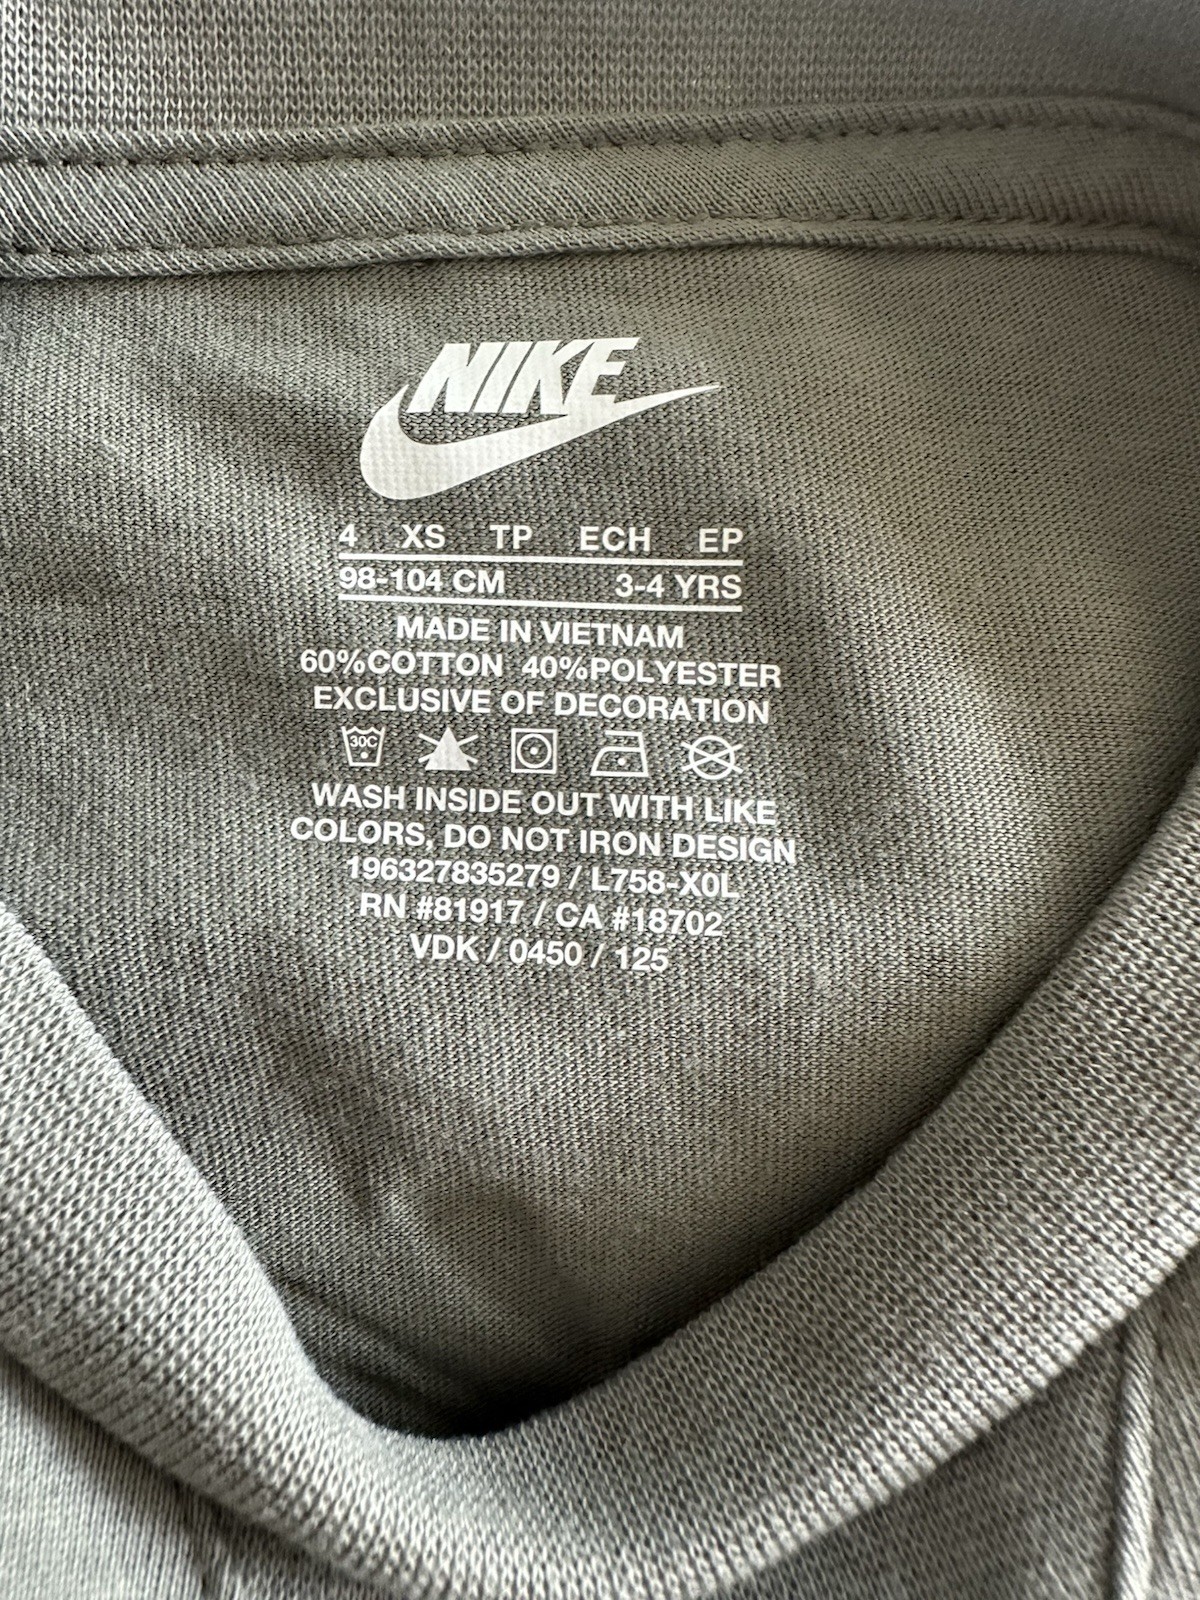 NIKE
4 XS TP ECH EP
98-104 CM 3-4 YRS
MADE IN VIETNAM
60%COTTON 40%POLYESTER
EXCLUSIVE OF DECORATION
30C
WASH INSIDE OUT WITH LIKE
COLORS, DO NOT IRON DESIGN
196327835279 / L758-X0L
RN #81917 / CA #18702
VDK / 0450 / 125